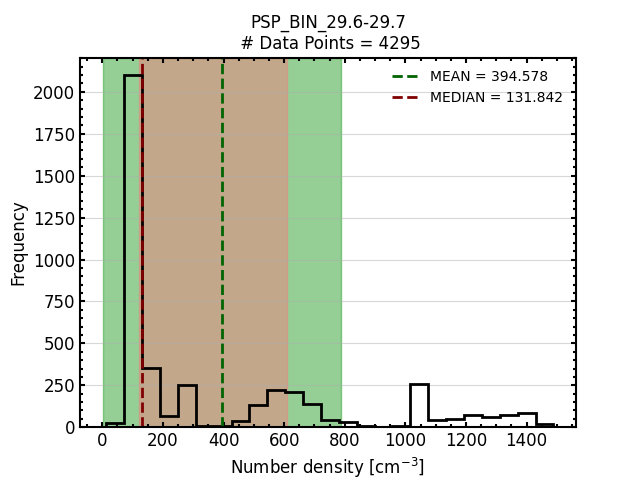 PSP_BIN_29.6-29.7
# Data Points = 4295
MEAN = 394.578
MEDIAN = 131.842
Frequency
2000
1750
1500
1250
1000
750
500
250
0
0 200 400 600 800 1000 1200 1400
Number density [cm⁻³]